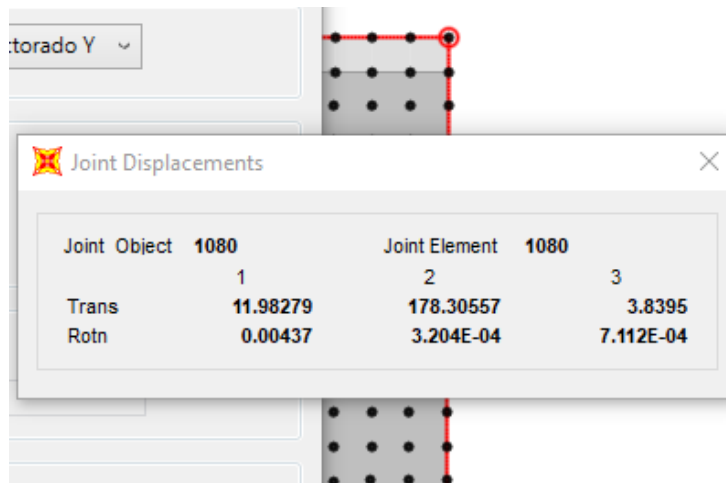 ctorado Y
Joint Displacements
Joint Object 1080 Joint Element 1080
1 2 3
Trans 11.98279 178.30557 3.8395
Rotn 0.00437 3.204E-04 7.112E-04